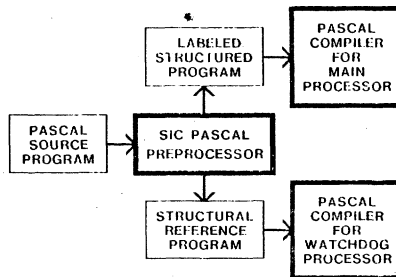 LABELED
STRUCTURED
PROGRAM
PASCAL
COMPILER
FOR
MAIN
PROCESSOR
PASCAL
SOURCE
PROGRAM
SIC PASCAL
PREPROCESSOR
STRUCTURAL
REFERENCE
PROGRAM
PASCAL
COMPILER
FOR
WATCHDOG
PROCESSOR